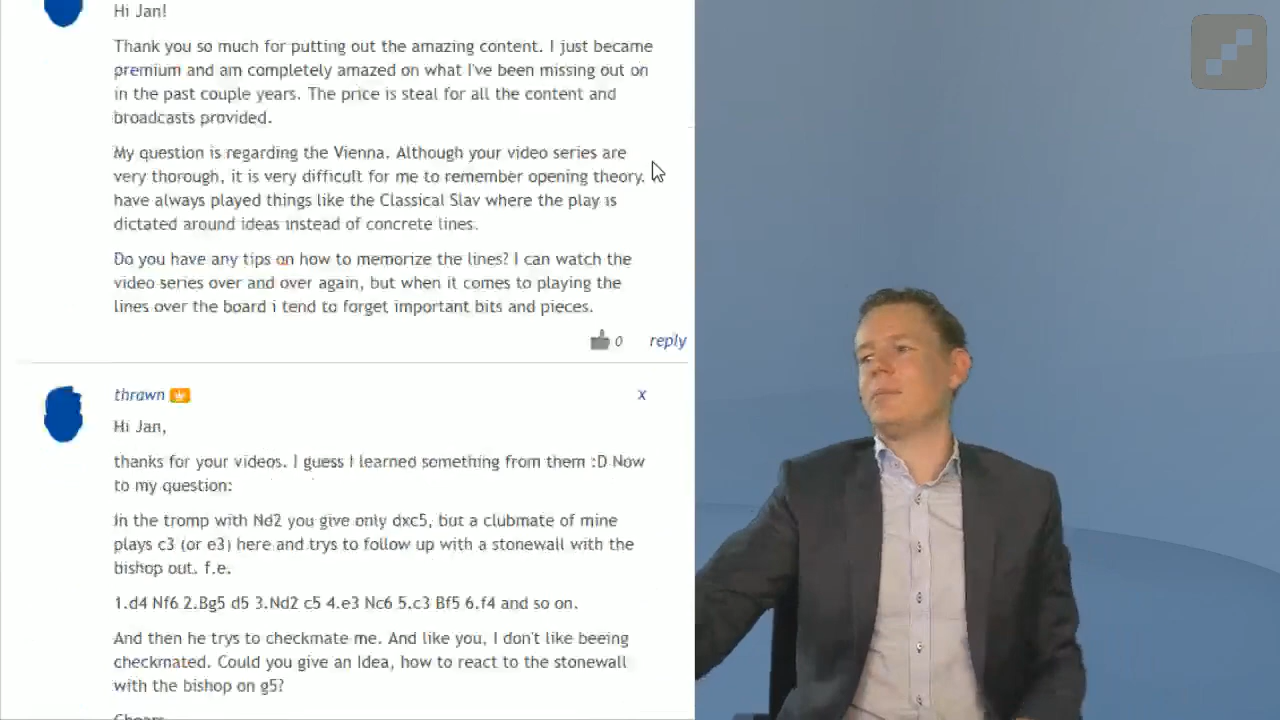 Hi Jan!
Thank you so much for putting out the amazing content. I just became
premium and am completely amazed on what I've been missing out on
in the past couple years. The price is steal for all the content and
broadcasts provided.
My question is regarding the Vienna. Although your video series are
very thorough, it is very difficult for me to remember opening theory.
have always played things like the Classical Slav where the play is
dictated around ideas instead of concrete lines.
Do you have any tips on how to memorize the lines? I can watch the
video series over and over again, but when it comes to playing the
lines over the board i tend to forget important bits and pieces.
0 reply
thrawn x
Hi Jan,
thanks for your videos. I guess I learned something from them :D Now
to my question:
In the tromp with Nd2 you give only dxc5, but a clubmate of mine
plays c3 (or e3) here and trys to follow up with a stonewall with the
bishop out. f.e.
1.d4 Nf6 2.Bg5 d5 3.Nd2 c5 4.e3 Nc6 5.c3 Bf5 6.f4 and so on.
And then he trys to checkmate me. And like you, I don't like beeing
checkmated. Could you give an Idea, how to react to the stonewall
with the bishop on g5?